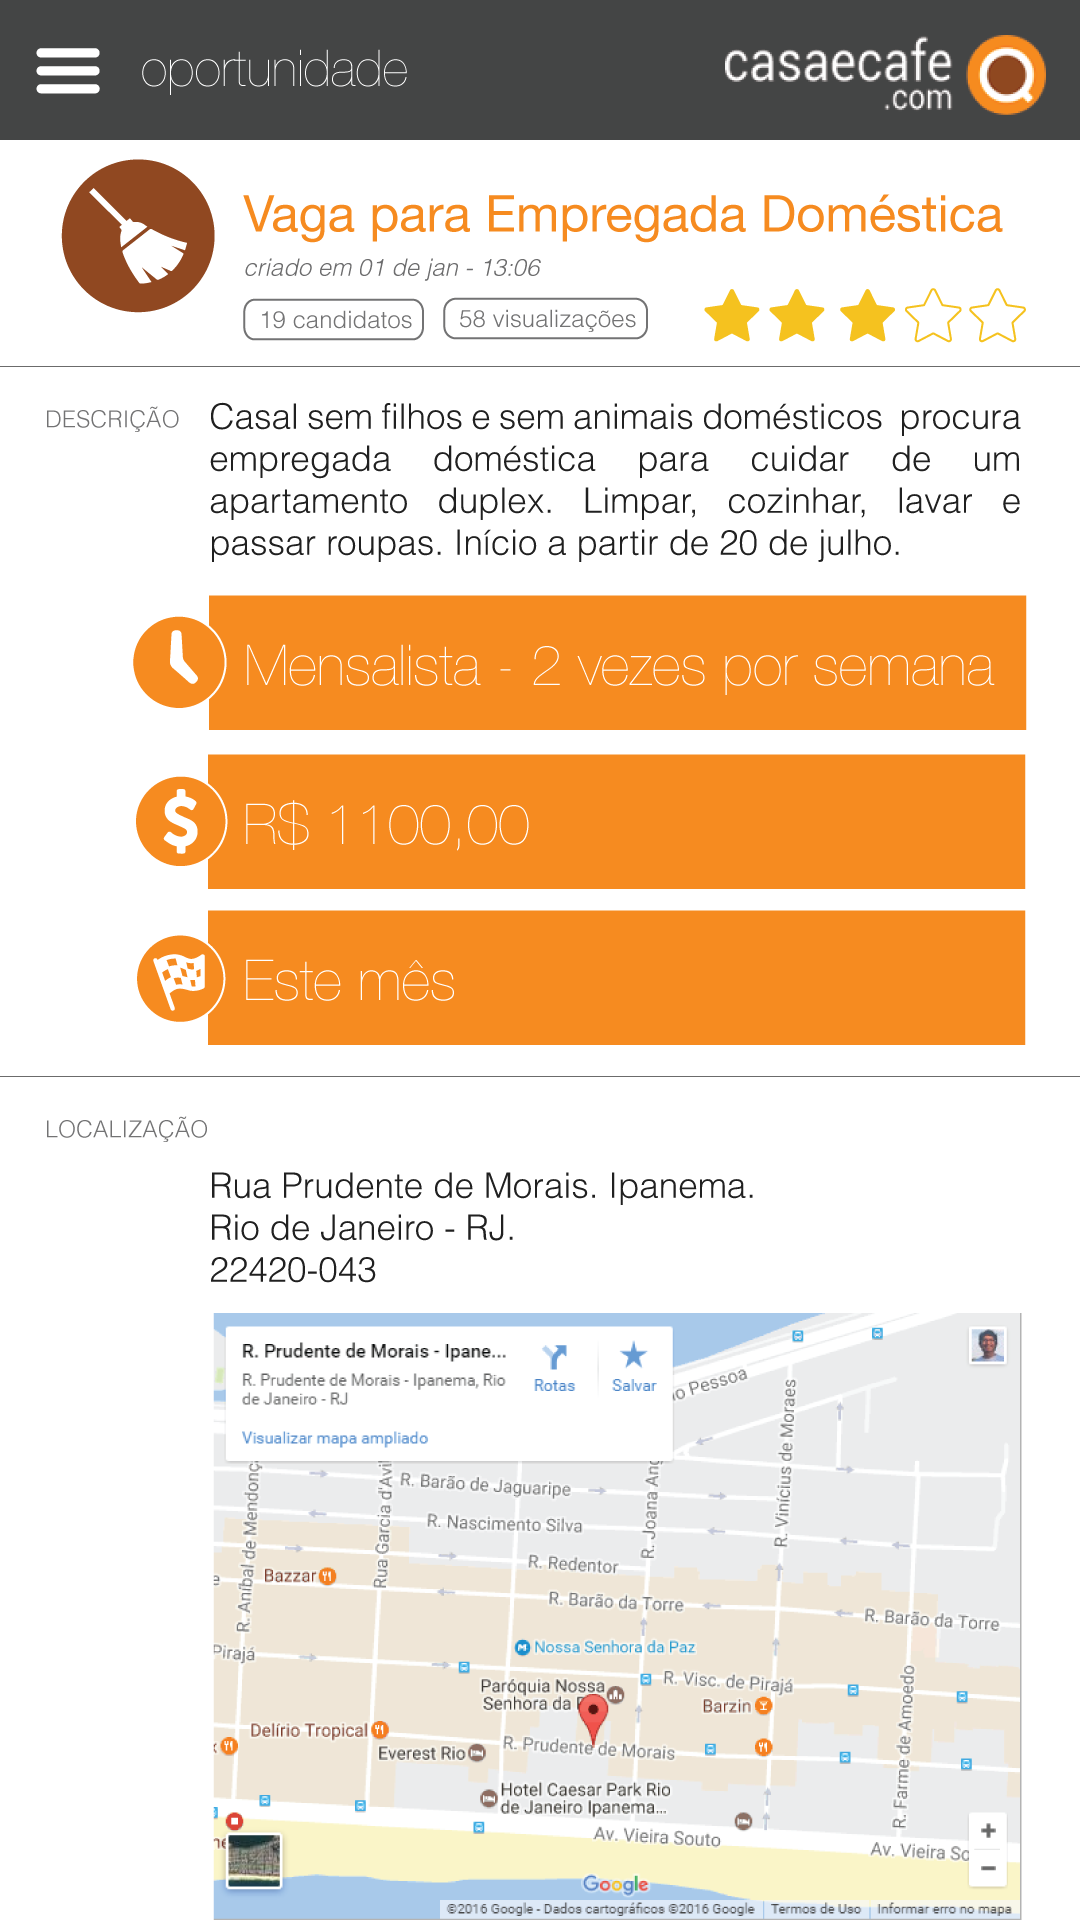 oportunidade
casaecafe
.com
Vaga para Empregada Doméstica
criado em 01 de jan - 13:06
19 candidatos
58 visualizações
DESCRIÇÃO
Casal sem filhos e sem animais domésticos procura
empregada doméstica para cuidar de um
apartamento duplex. Limpar, cozinhar, lavar e
passar roupas. Início a partir de 20 de julho.
Mensalista - 2 vezes por semana
R$ 1100,00
Este mês
LOCALIZAÇÃO
Rua Prudente de Morais. Ipanema.
Rio de Janeiro - RJ.
22420-043
R. Prudente de Morais - Ipane...
R. Prudente de Morais - Ipanema, Rio
de Janeiro - RJ
Visualizar mapa ampliado
Rotas
Salvar
o Pessoa
R. Vinícius de Moraes
R. Joana Ang
Rua Garcia d'Ávil
R. Aníbal de Mendonç
R. Barão de Jaguaripe
R. Nascimento Silva
R. Redentor
Bazzar
R. Barão da Torre
R. Barão da Torre
Nossa Senhora da Paz
Pirajá
R. Visc. de Pirajá
Paróquia Nossa
Senhora da
Barzin
R. Farme de Amoedo
Delírio Tropical
Everest Rio
R. Prudente de Morais
Hotel Caesar Park Rio
de Janeiro Ipanema...
Av. Vieira Souto
Av. Vieira So
+
−
Google
©2016 Google - Dados cartográficos ©2016 Google
Termos de Uso
Informar erro no mapa